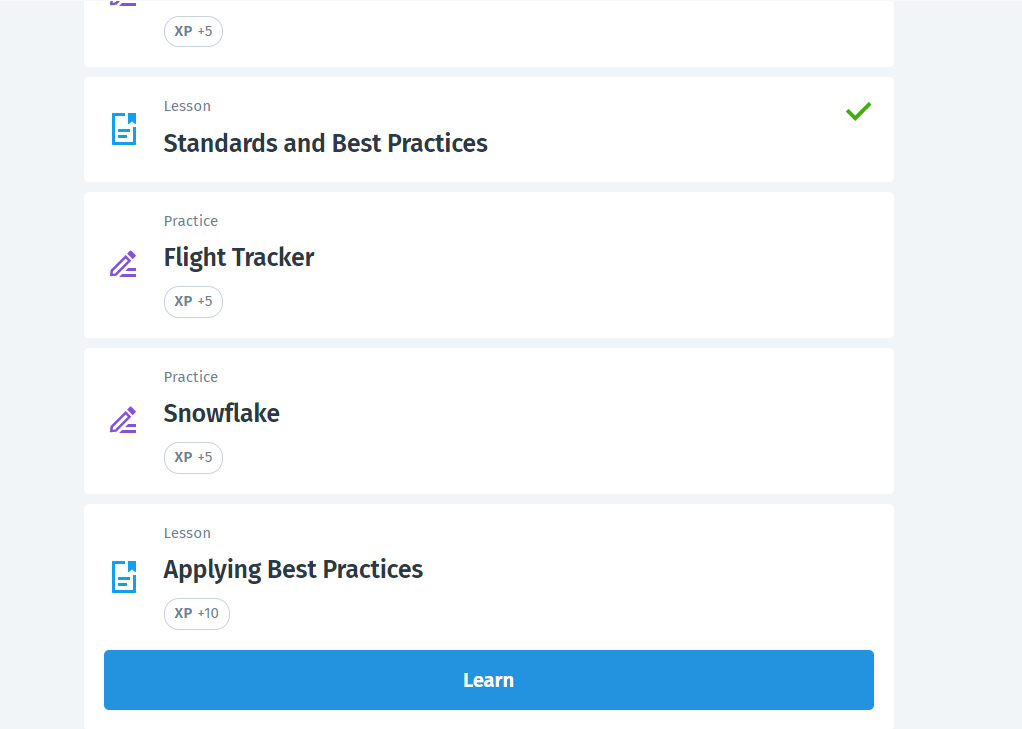 XP +5
Lesson
Standards and Best Practices
Practice
Flight Tracker
XP +5
Practice
Snowflake
XP +5
Lesson
Applying Best Practices
XP +10
Learn